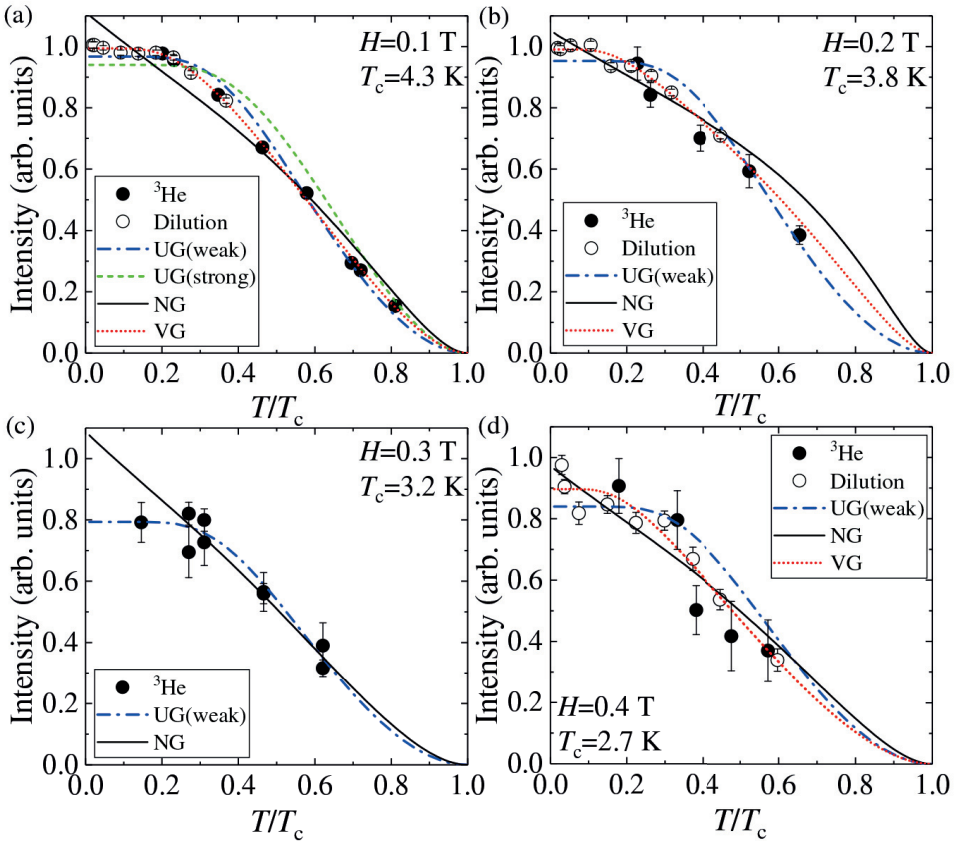 (a)
H=0.1 T
Tc=4.3 K
Intensity (arb. units)
1.0
0.8
0.6
0.4
0.2
0.0
³He
Dilution
UG(weak)
UG(strong)
NG
VG
0.0 0.2 0.4 0.6 0.8 1.0
T/Tc
(b)
H=0.2 T
Tc=3.8 K
Intensity (arb. units)
1.0
0.8
0.6
0.4
0.2
0.0
³He
Dilution
UG(weak)
NG
VG
0.0 0.2 0.4 0.6 0.8 1.0
T/Tc
(c)
H=0.3 T
Tc=3.2 K
Intensity (arb. units)
1.0
0.8
0.6
0.4
0.2
0.0
³He
UG(weak)
NG
0.0 0.2 0.4 0.6 0.8 1.0
T/Tc
(d)
³He
Dilution
UG(weak)
NG
VG
Intensity (arb. units)
1.0
0.8
0.6
0.4
0.2
0.0
H=0.4 T
Tc=2.7 K
0.0 0.2 0.4 0.6 0.8 1.0
T/Tc